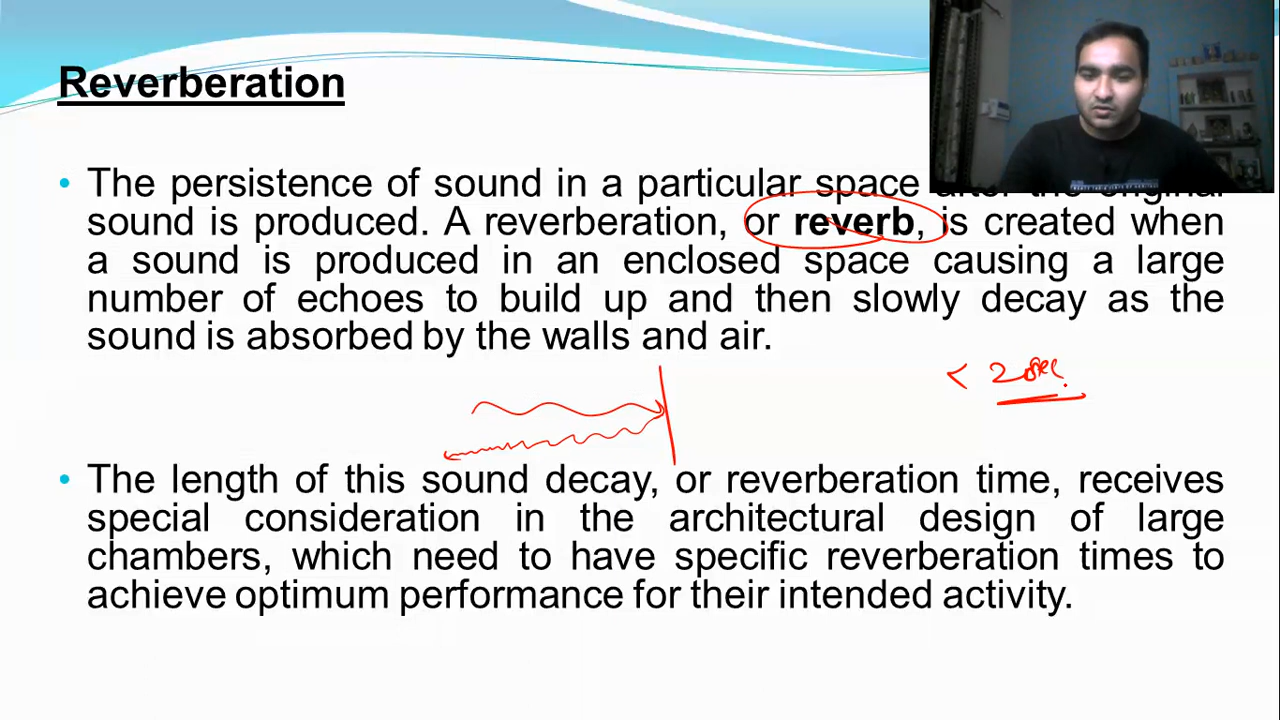 Reverberation
• The persistence of sound in a particular space after the original
sound is produced. A reverberation, or reverb, is created when
a sound is produced in an enclosed space causing a large
number of echoes to build up and then slowly decay as the
sound is absorbed by the walls and air.
< 2 sec.
• The length of this sound decay, or reverberation time, receives
special consideration in the architectural design of large
chambers, which need to have specific reverberation times to
achieve optimum performance for their intended activity.